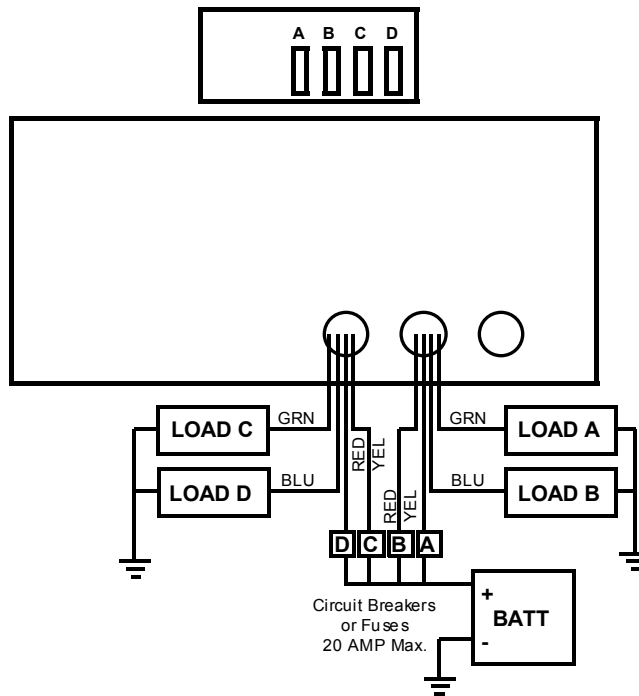 A B C D
LOAD C
GRN
GRN
LOAD A
RED
YEL
LOAD D
BLU
BLU
LOAD B
RED
YEL
D C B A
Circuit Breakers
or Fuses
20 AMP Max.
+
BATT
-